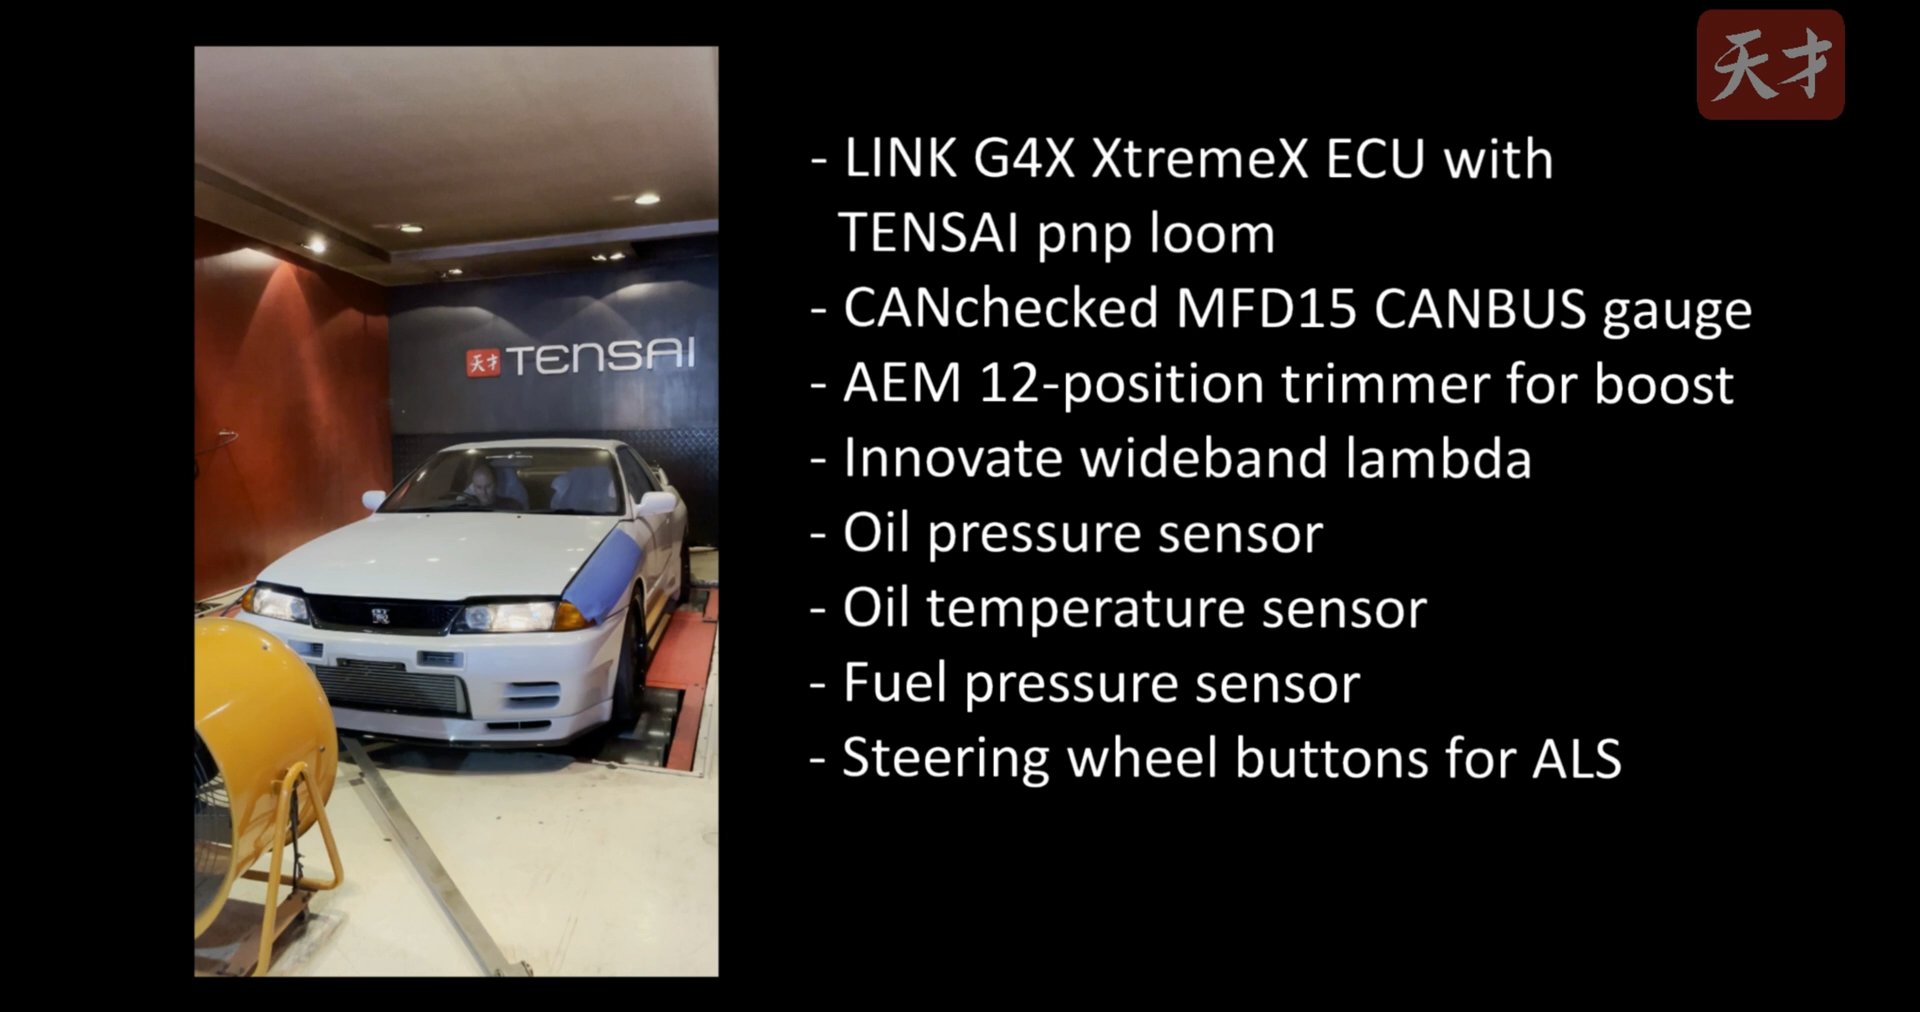 天才
天才 TENSAI
GT
R
- LINK G4X XtremeX ECU with
TENSAI pnp loom
- CANchecked MFD15 CANBUS gauge
- AEM 12-position trimmer for boost
- Innovate wideband lambda
- Oil pressure sensor
- Oil temperature sensor
- Fuel pressure sensor
- Steering wheel buttons for ALS